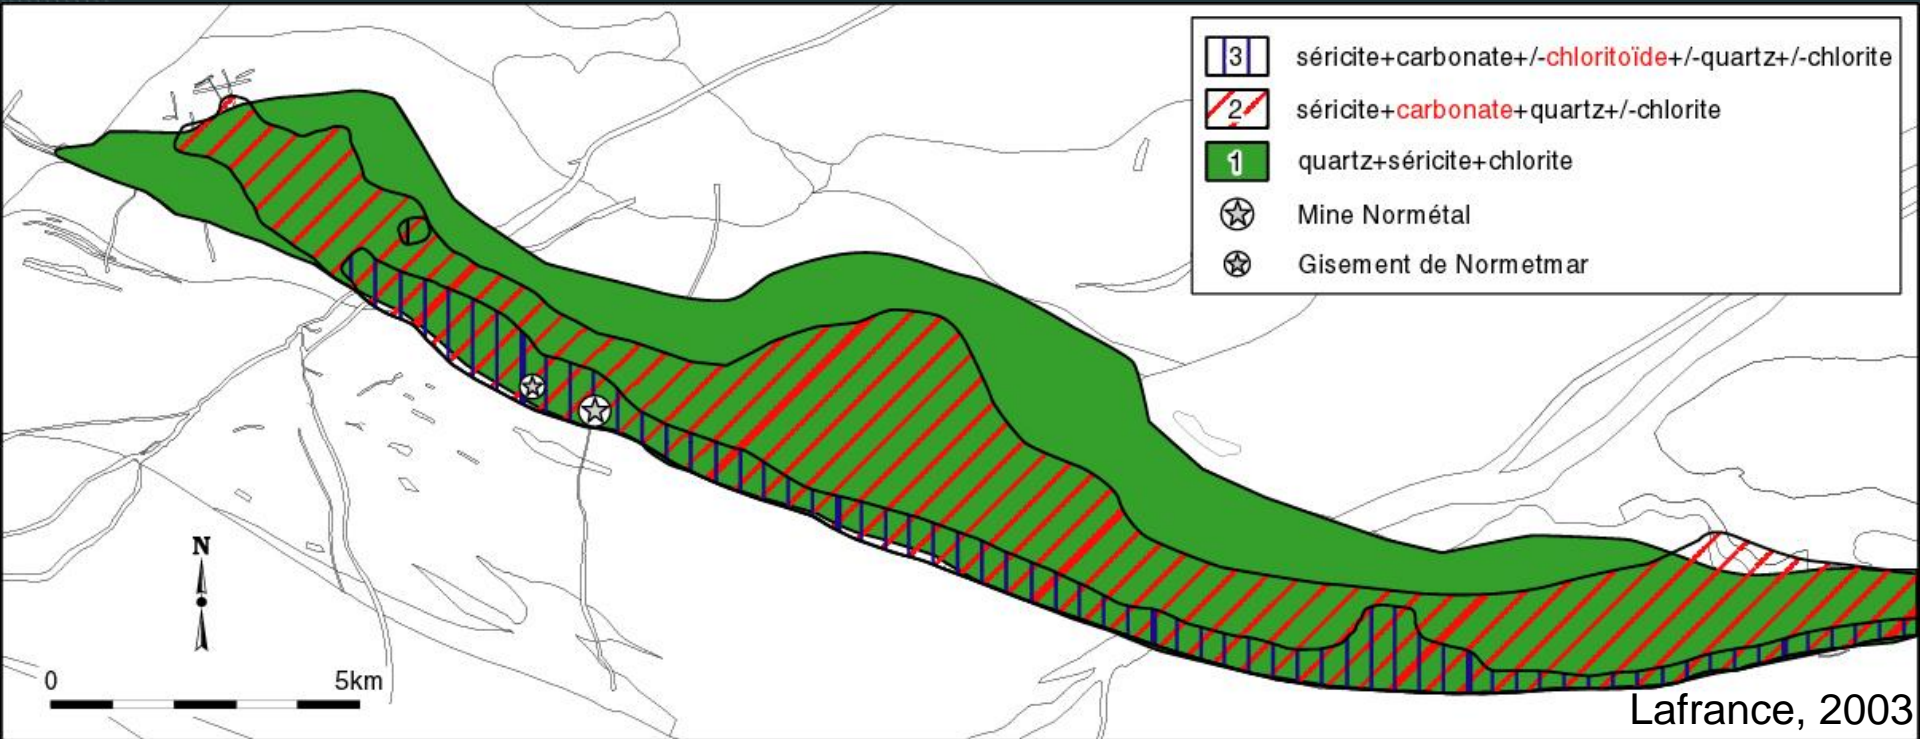 3 séricite+carbonate+/-chloritoïde+/-quartz+/-chlorite
2 séricite+carbonate+quartz+/-chlorite
1 quartz+séricite+chlorite
Mine Normétal
Gisement de Normetmar
N
0 5km
Lafrance, 2003